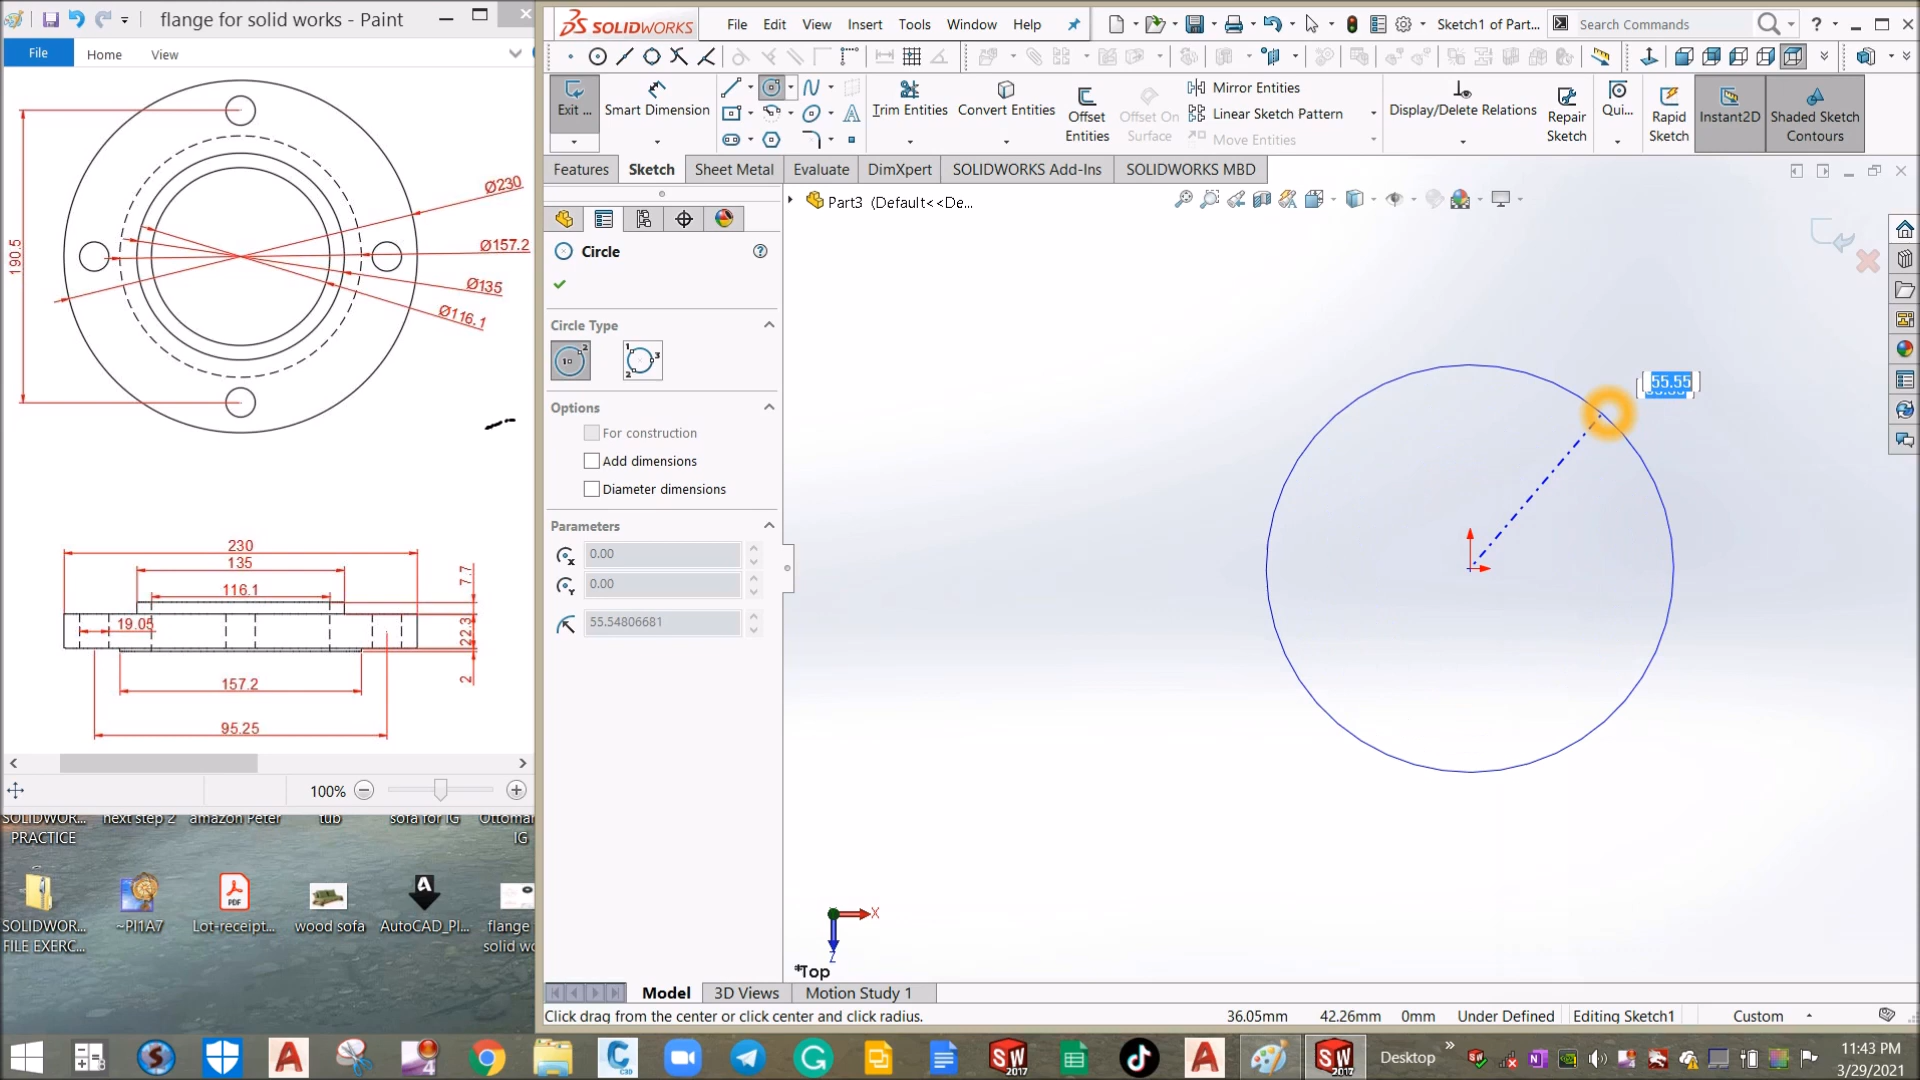 flange for solid works - Paint
File
Home
View
Ø230
Ø157.2
Ø135
Ø116.1
190.5
230
135
116.1
7.7
19.05
22.3
2
157.2
95.25
100%
SOLIDWOR...
PRACTICE
next step 2
amazon Peter
tub
sofa for IG
Ottoma
IG
SOLIDWOR...
FILE EXERC...
~PI1A7
Lot-receipt...
wood sofa
AutoCAD_Pl...
flange
solid wo
SOLIDWORKS
File
Edit
View
Insert
Tools
Window
Help
Sketch1 of Part...
Search Commands
Exit ...
Smart Dimension
Trim Entities
Convert Entities
Offset
Entities
Offset On
Surface
Mirror Entities
Linear Sketch Pattern
Move Entities
Display/Delete Relations
Repair
Sketch
Qui...
Rapid
Sketch
Instant2D
Shaded Sketch
Contours
Features
Sketch
Sheet Metal
Evaluate
DimXpert
SOLIDWORKS Add-Ins
SOLIDWORKS MBD
Part3 (Default<<De...
Circle
Circle Type
Options
For construction
Add dimensions
Diameter dimensions
Parameters
0.00
0.00
55.54806681
55.55
X
Z
*Top
Model
3D Views
Motion Study 1
Click drag from the center or click center and click radius.
36.05mm
42.26mm
0mm
Under Defined
Editing Sketch1
Custom
Desktop
11:43 PM
3/29/2021